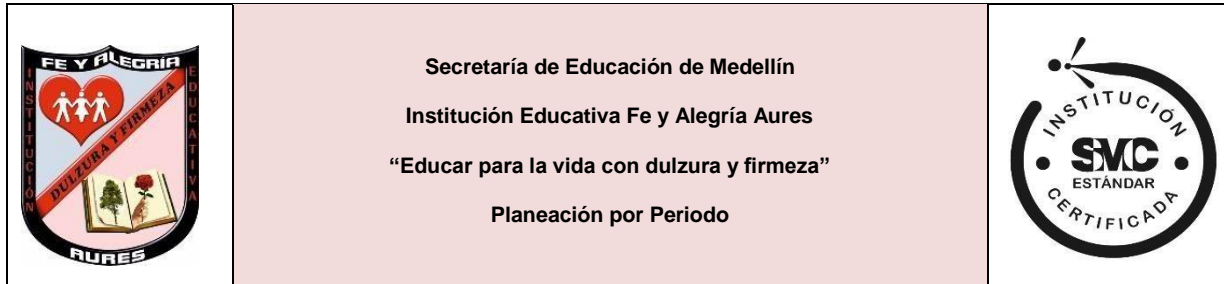 FE Y ALEGRÍA
INSTITUCIÓN
EDUCATIVA
DULZURA Y FIRMEZA
AURES
Secretaría de Educación de Medellín
Institución Educativa Fe y Alegría Aures
“Educar para la vida con dulzura y firmeza”
Planeación por Periodo
INSTITUCIÓN
SMC
ESTÁNDAR
CERTIFICADA